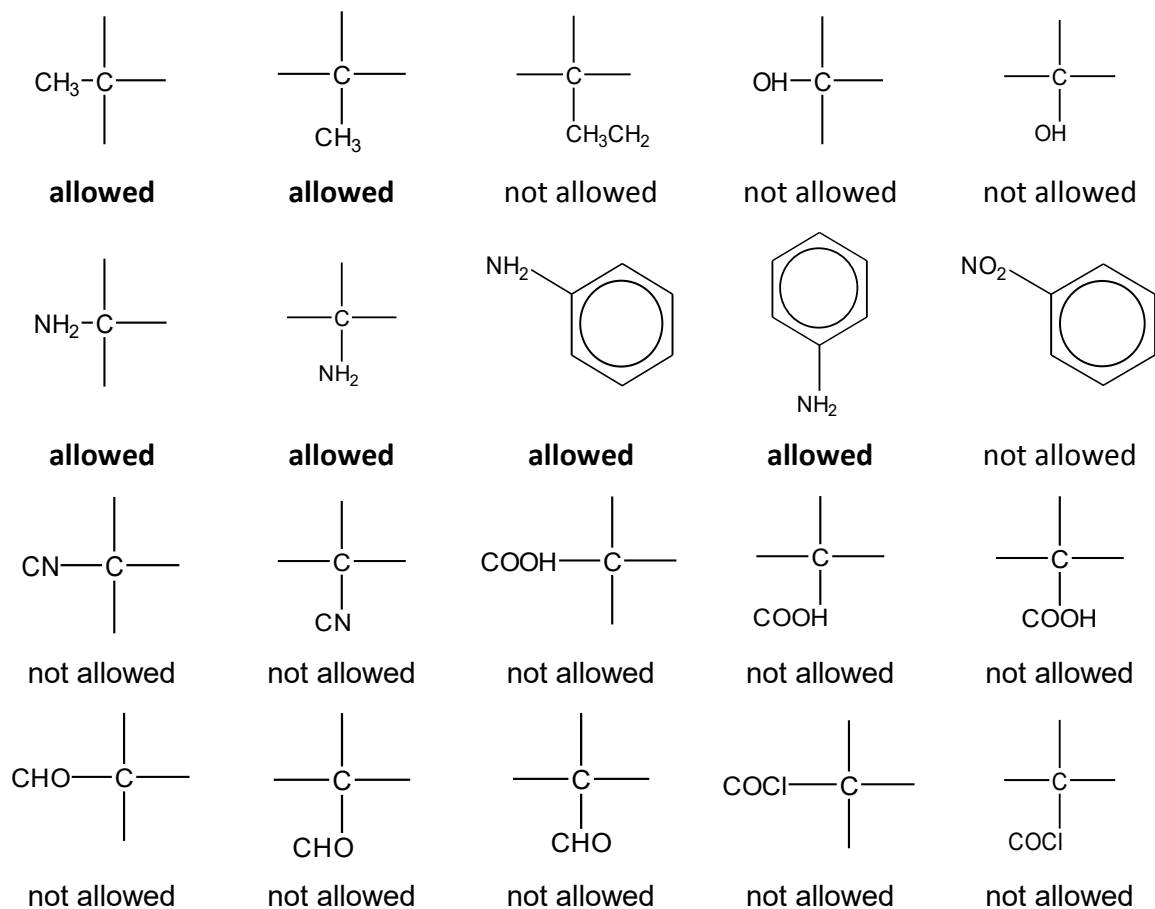 CH₃ C C C OH C C
CH₃ CH₃CH₂ OH
allowed allowed not allowed not allowed not allowed
NH₂ NO₂
NH₂ C C
NH₂ NH₂
allowed allowed allowed allowed not allowed
CN C C COOH C C C
CN COOH COOH
not allowed not allowed not allowed not allowed not allowed
CHO C C C COCl C C
CHO CHO COCl
not allowed not allowed not allowed not allowed not allowed